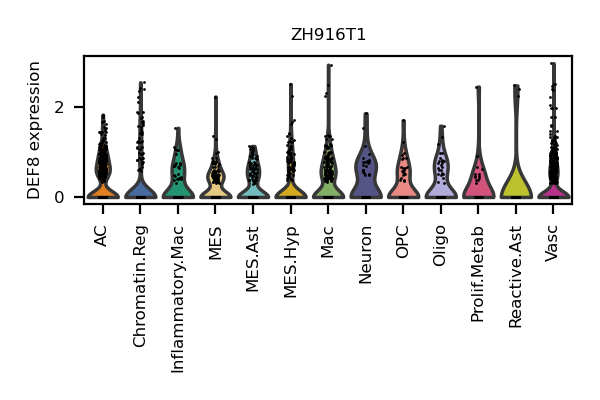 ZH916T1
DEF8 expression
2
0
AC
Chromatin.Reg
Inflammatory.Mac
MES
MES.Ast
MES.Hyp
Mac
Neuron
OPC
Oligo
Prolif.Metab
Reactive.Ast
Vasc